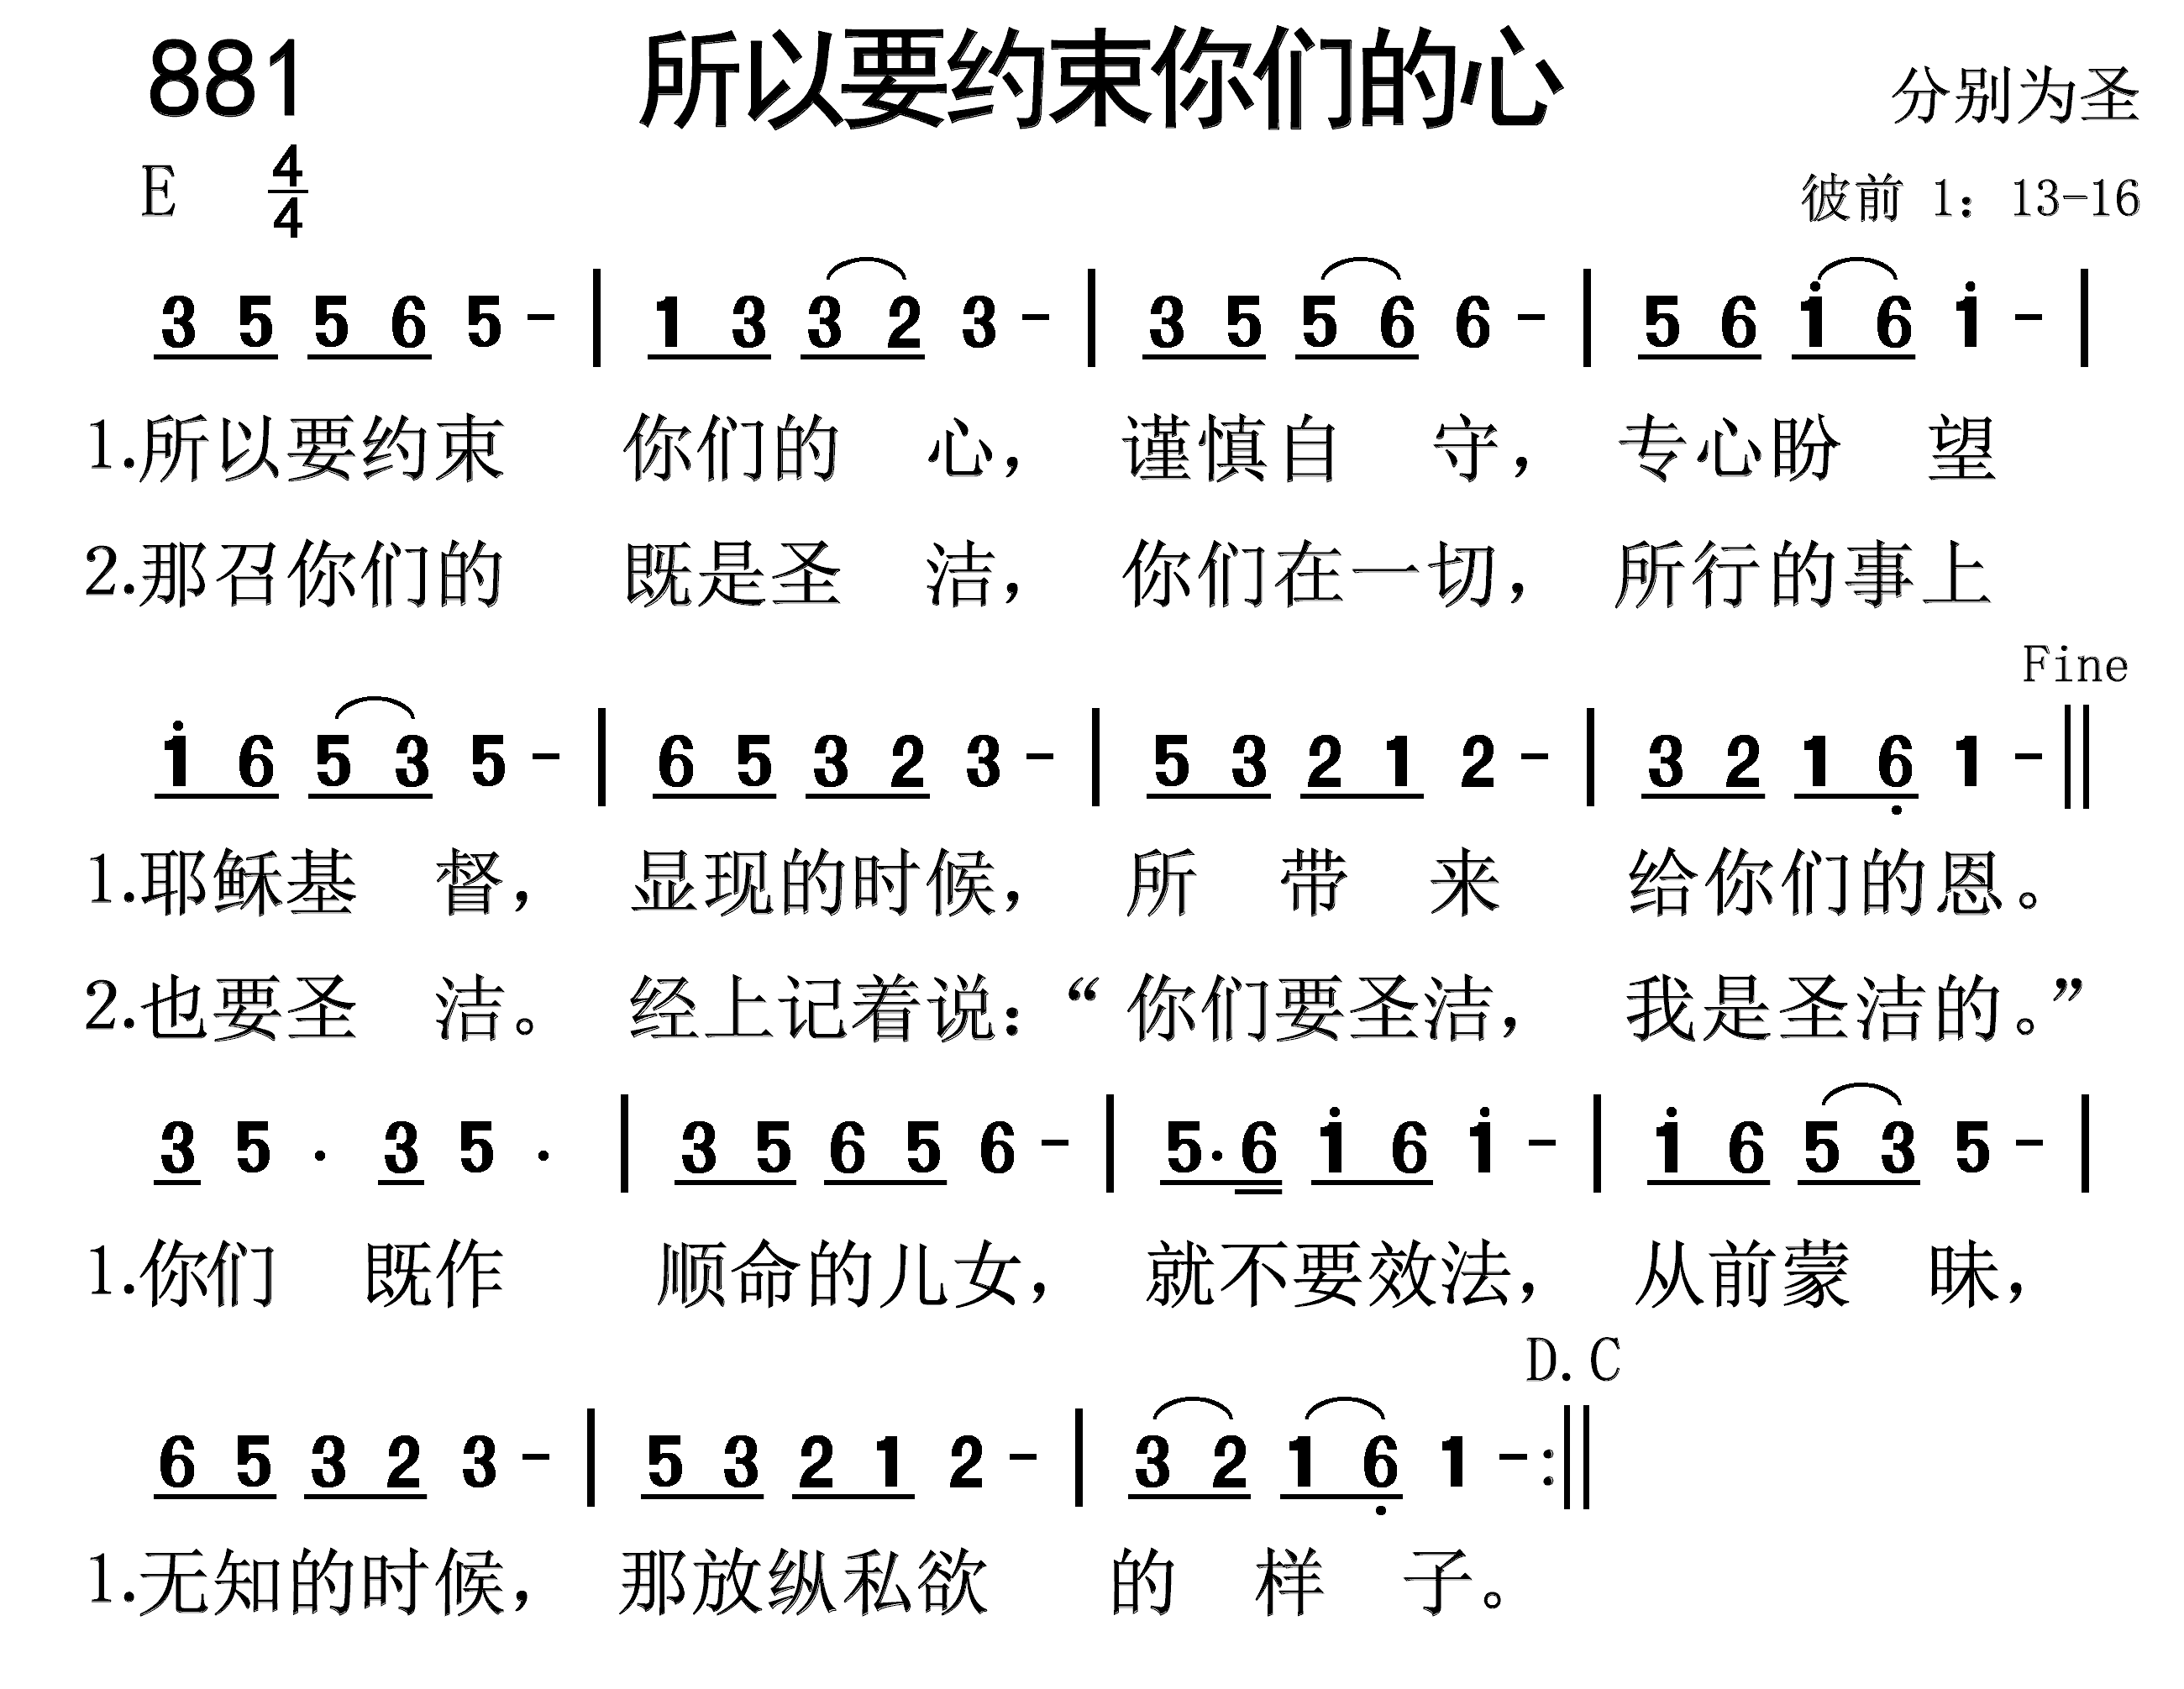 881 所以要约束你们的心 分别为圣
E 4/4 彼前 1：13-16
3 5 5 6 5 - | 1 3 3 2 3 - | 3 5 5 6 6 - | 5 6 i 6 i - |
1.所以要约束 你们的 心， 谨慎自 守， 专心盼 望
2.那召你们的 既是圣 洁， 你们在一切， 所行的事上
Fine
i 6 5 3 5 - | 6 5 3 2 3 - | 5 3 2 1 2 - | 3 2 1 6̣ 1 - ||
1.耶稣基 督， 显现的时候， 所 带 来 给你们的恩。
2.也要圣 洁。 经上记着说：“你们要圣洁， 我是圣洁的。”
3 5 · 3 5 · | 3 5 6 5 6 - | 5. 6 i 6 i - | i 6 5 3 5 - |
1.你们 既作 顺命的儿女， 就不要效法， 从前蒙 昧，
D.C
6 5 3 2 3 - | 5 3 2 1 2 - | 3 2 1 6̣ 1 - :||
1.无知的时候， 那放纵私欲 的 样 子。